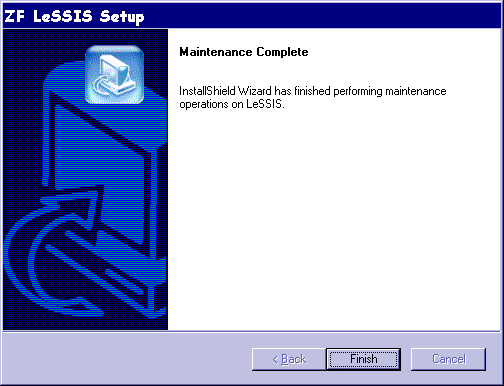 ZF LeSSIS Setup
Maintenance Complete
InstallShield Wizard has finished performing maintenance
operations on LeSSIS.
< Back
Finish
Cancel